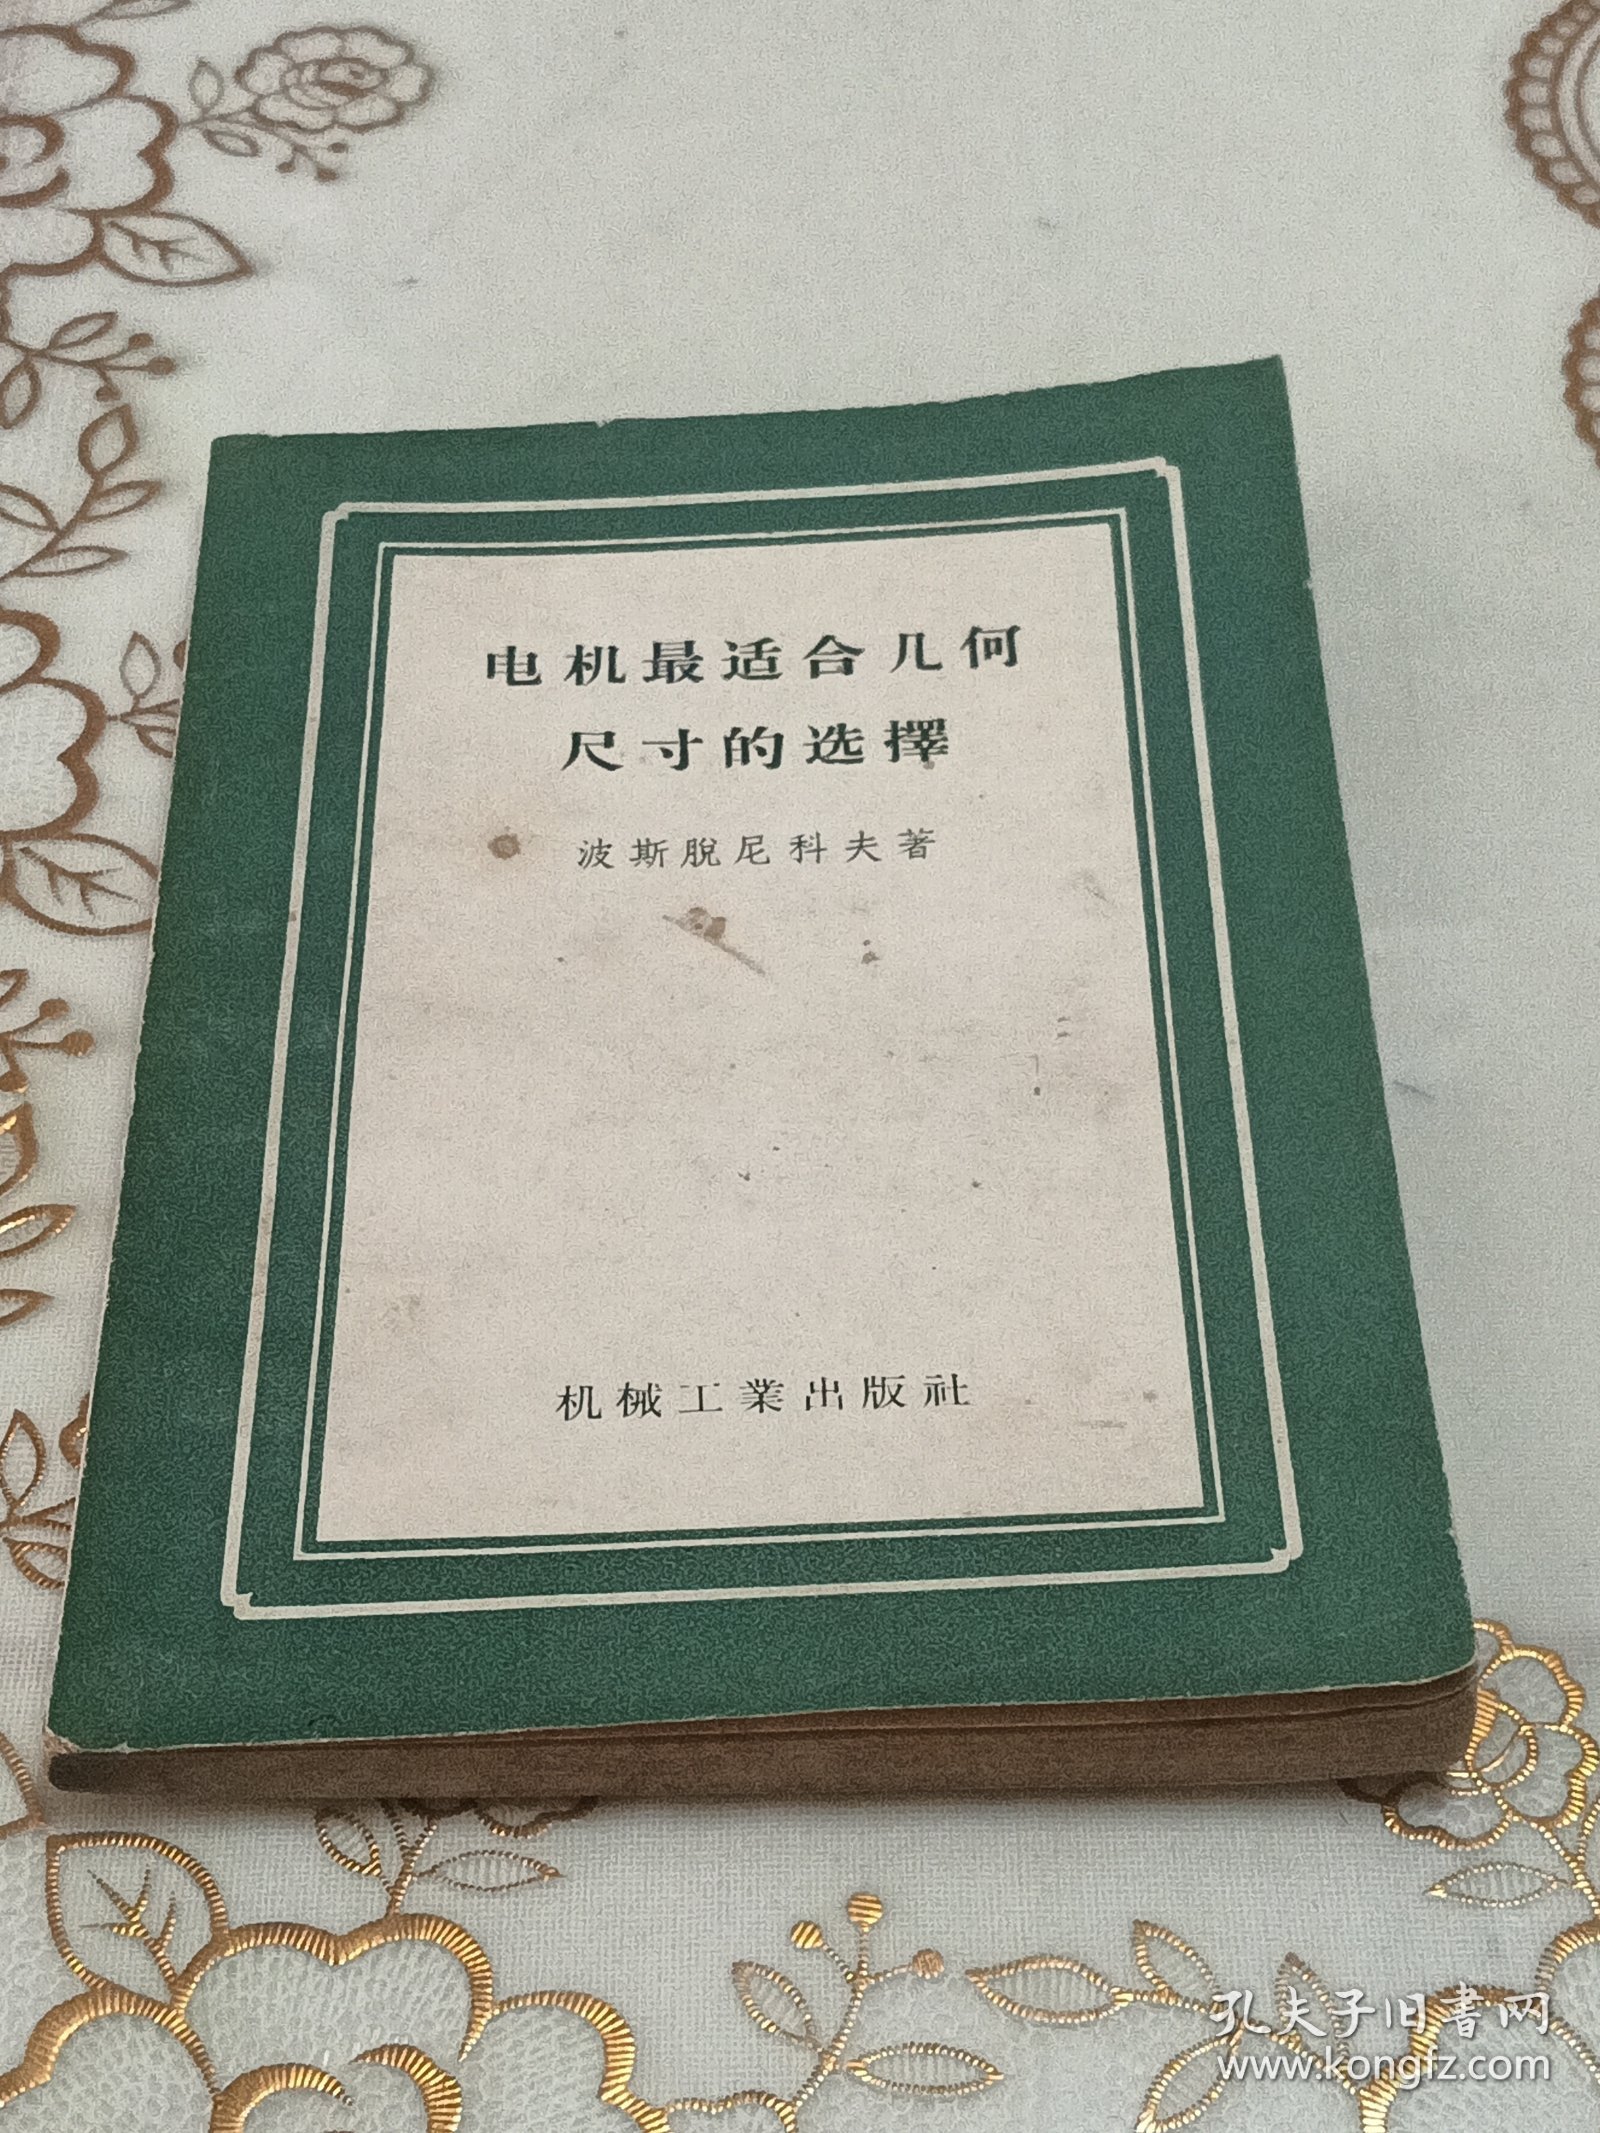 电机最适合几何
尺寸的选擇
波斯脫尼科夫著
机械工業出版社
孔夫子旧書网
www.kongfz.com